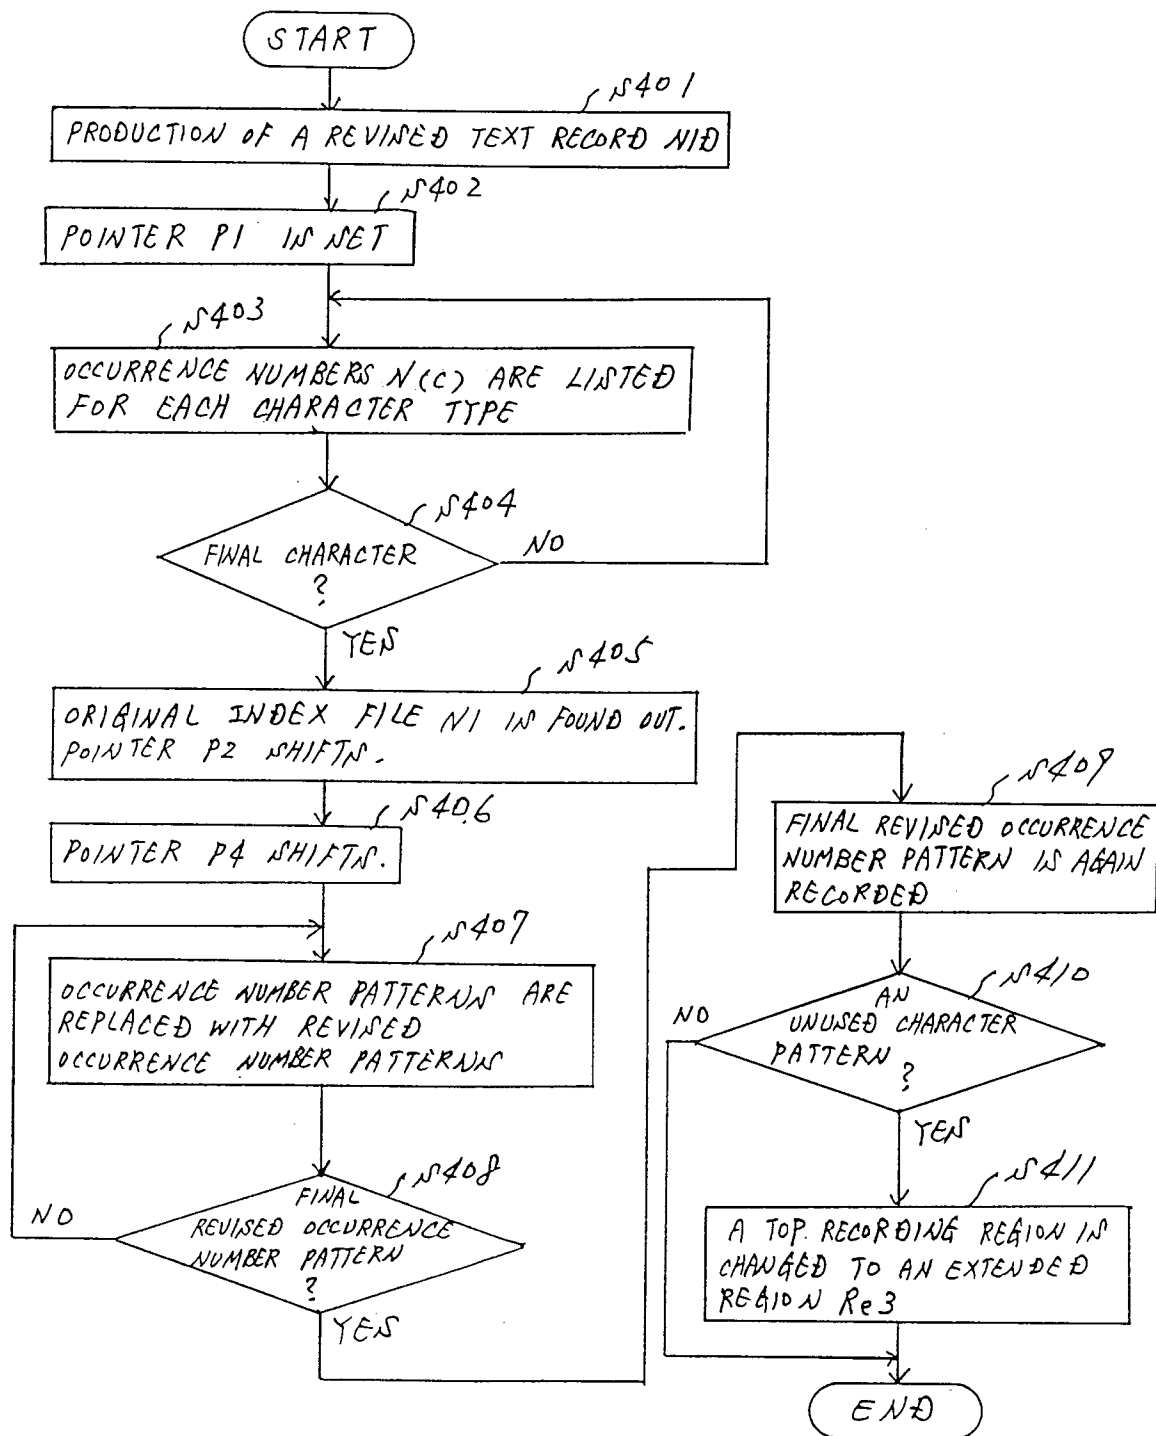 START
S401
PRODUCTION OF A REVISED TEXT RECORD NID
S402
POINTER P1 IS SET
S403
OCCURRENCE NUMBERS N(C) ARE LISTED
FOR EACH CHARACTER TYPE
S404
FINAL CHARACTER
?
NO
YES
S405
ORIGINAL INDEX FILE N1 IS FOUND OUT.
POINTER P2 SHIFTS.
S406
POINTER P4 SHIFTS.
S407
OCCURRENCE NUMBER PATTERNS ARE
REPLACED WITH REVISED
OCCURRENCE NUMBER PATTERNS
S408
FINAL
REVISED OCCURRENCE
NUMBER PATTERN
?
NO
YES
S409
FINAL REVISED OCCURRENCE
NUMBER PATTERN IS AGAIN
RECORDED
S410
AN
UNUSED CHARACTER
PATTERN
?
NO
YES
S411
A TOP RECORDING REGION IS
CHANGED TO AN EXTENDED
REGION Re3
END